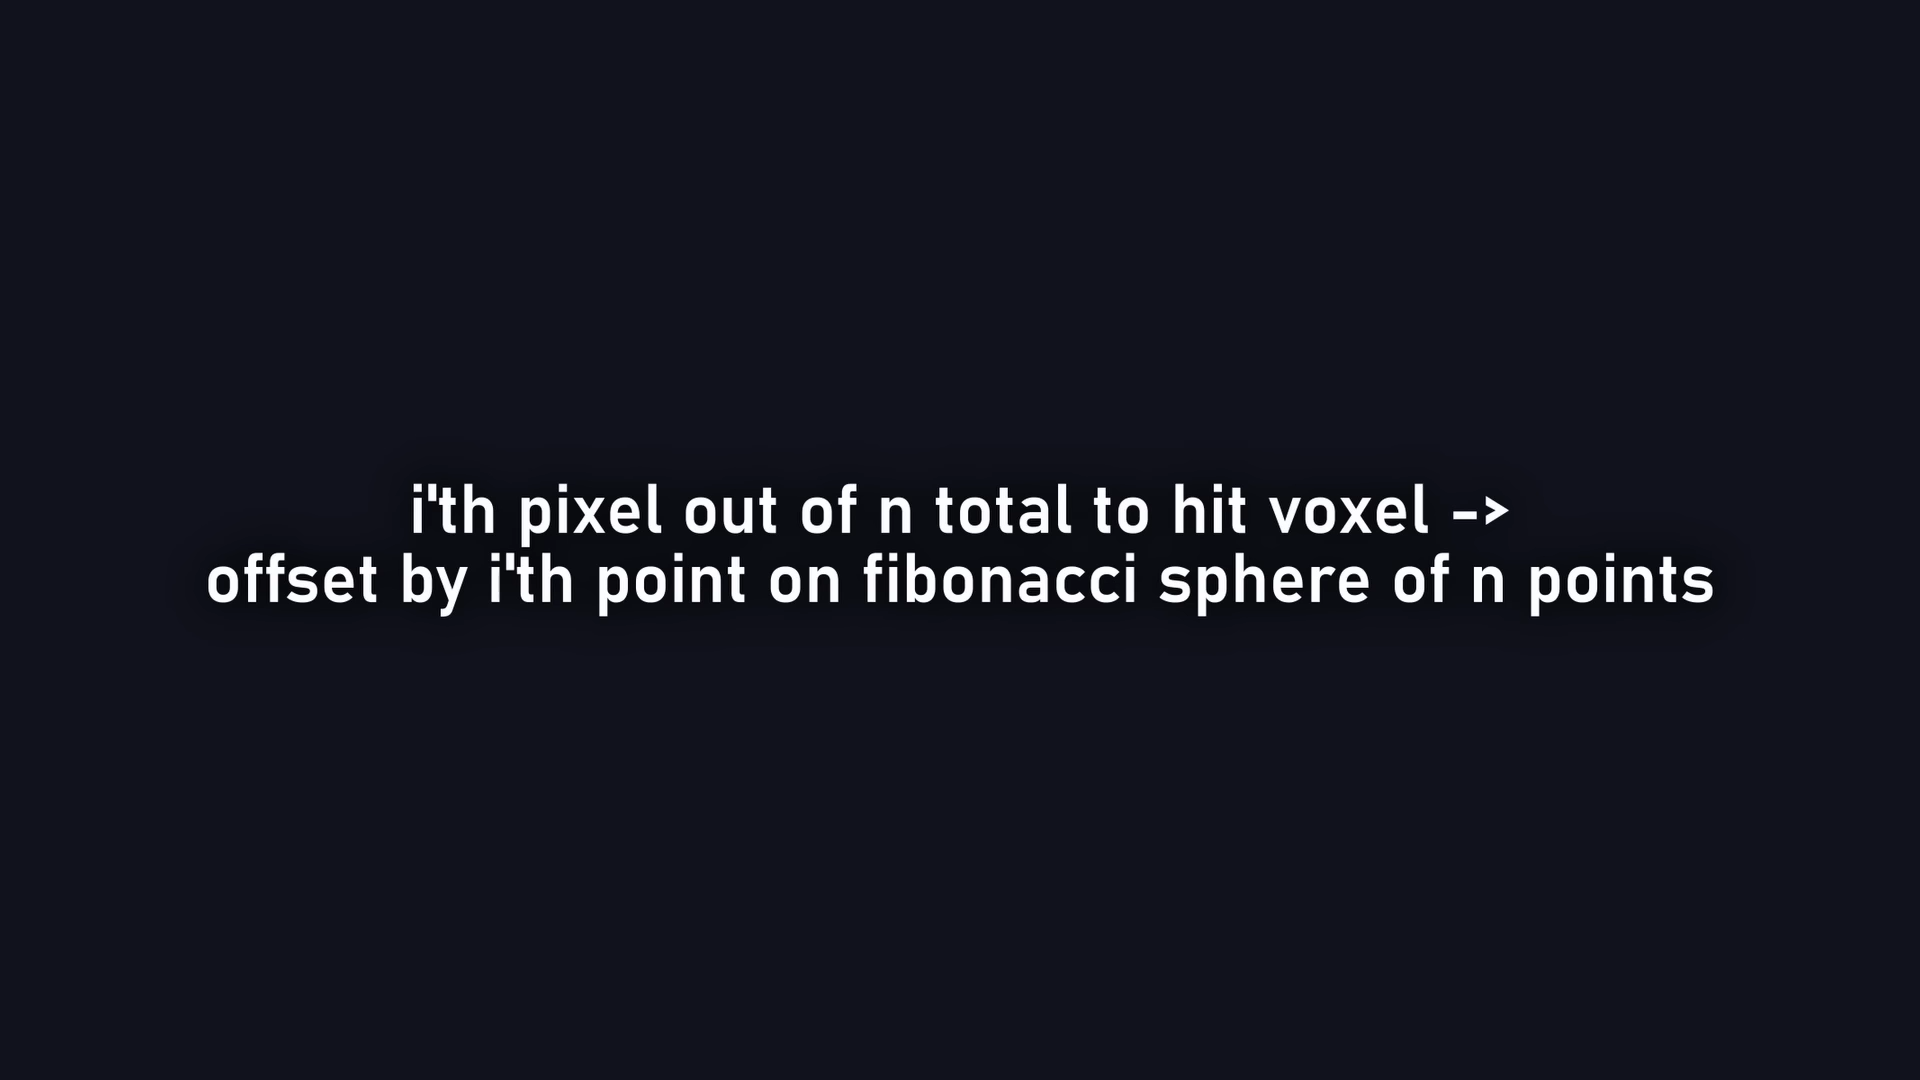 i'th pixel out of n total to hit voxel ->
offset by i'th point on fibonacci sphere of n points